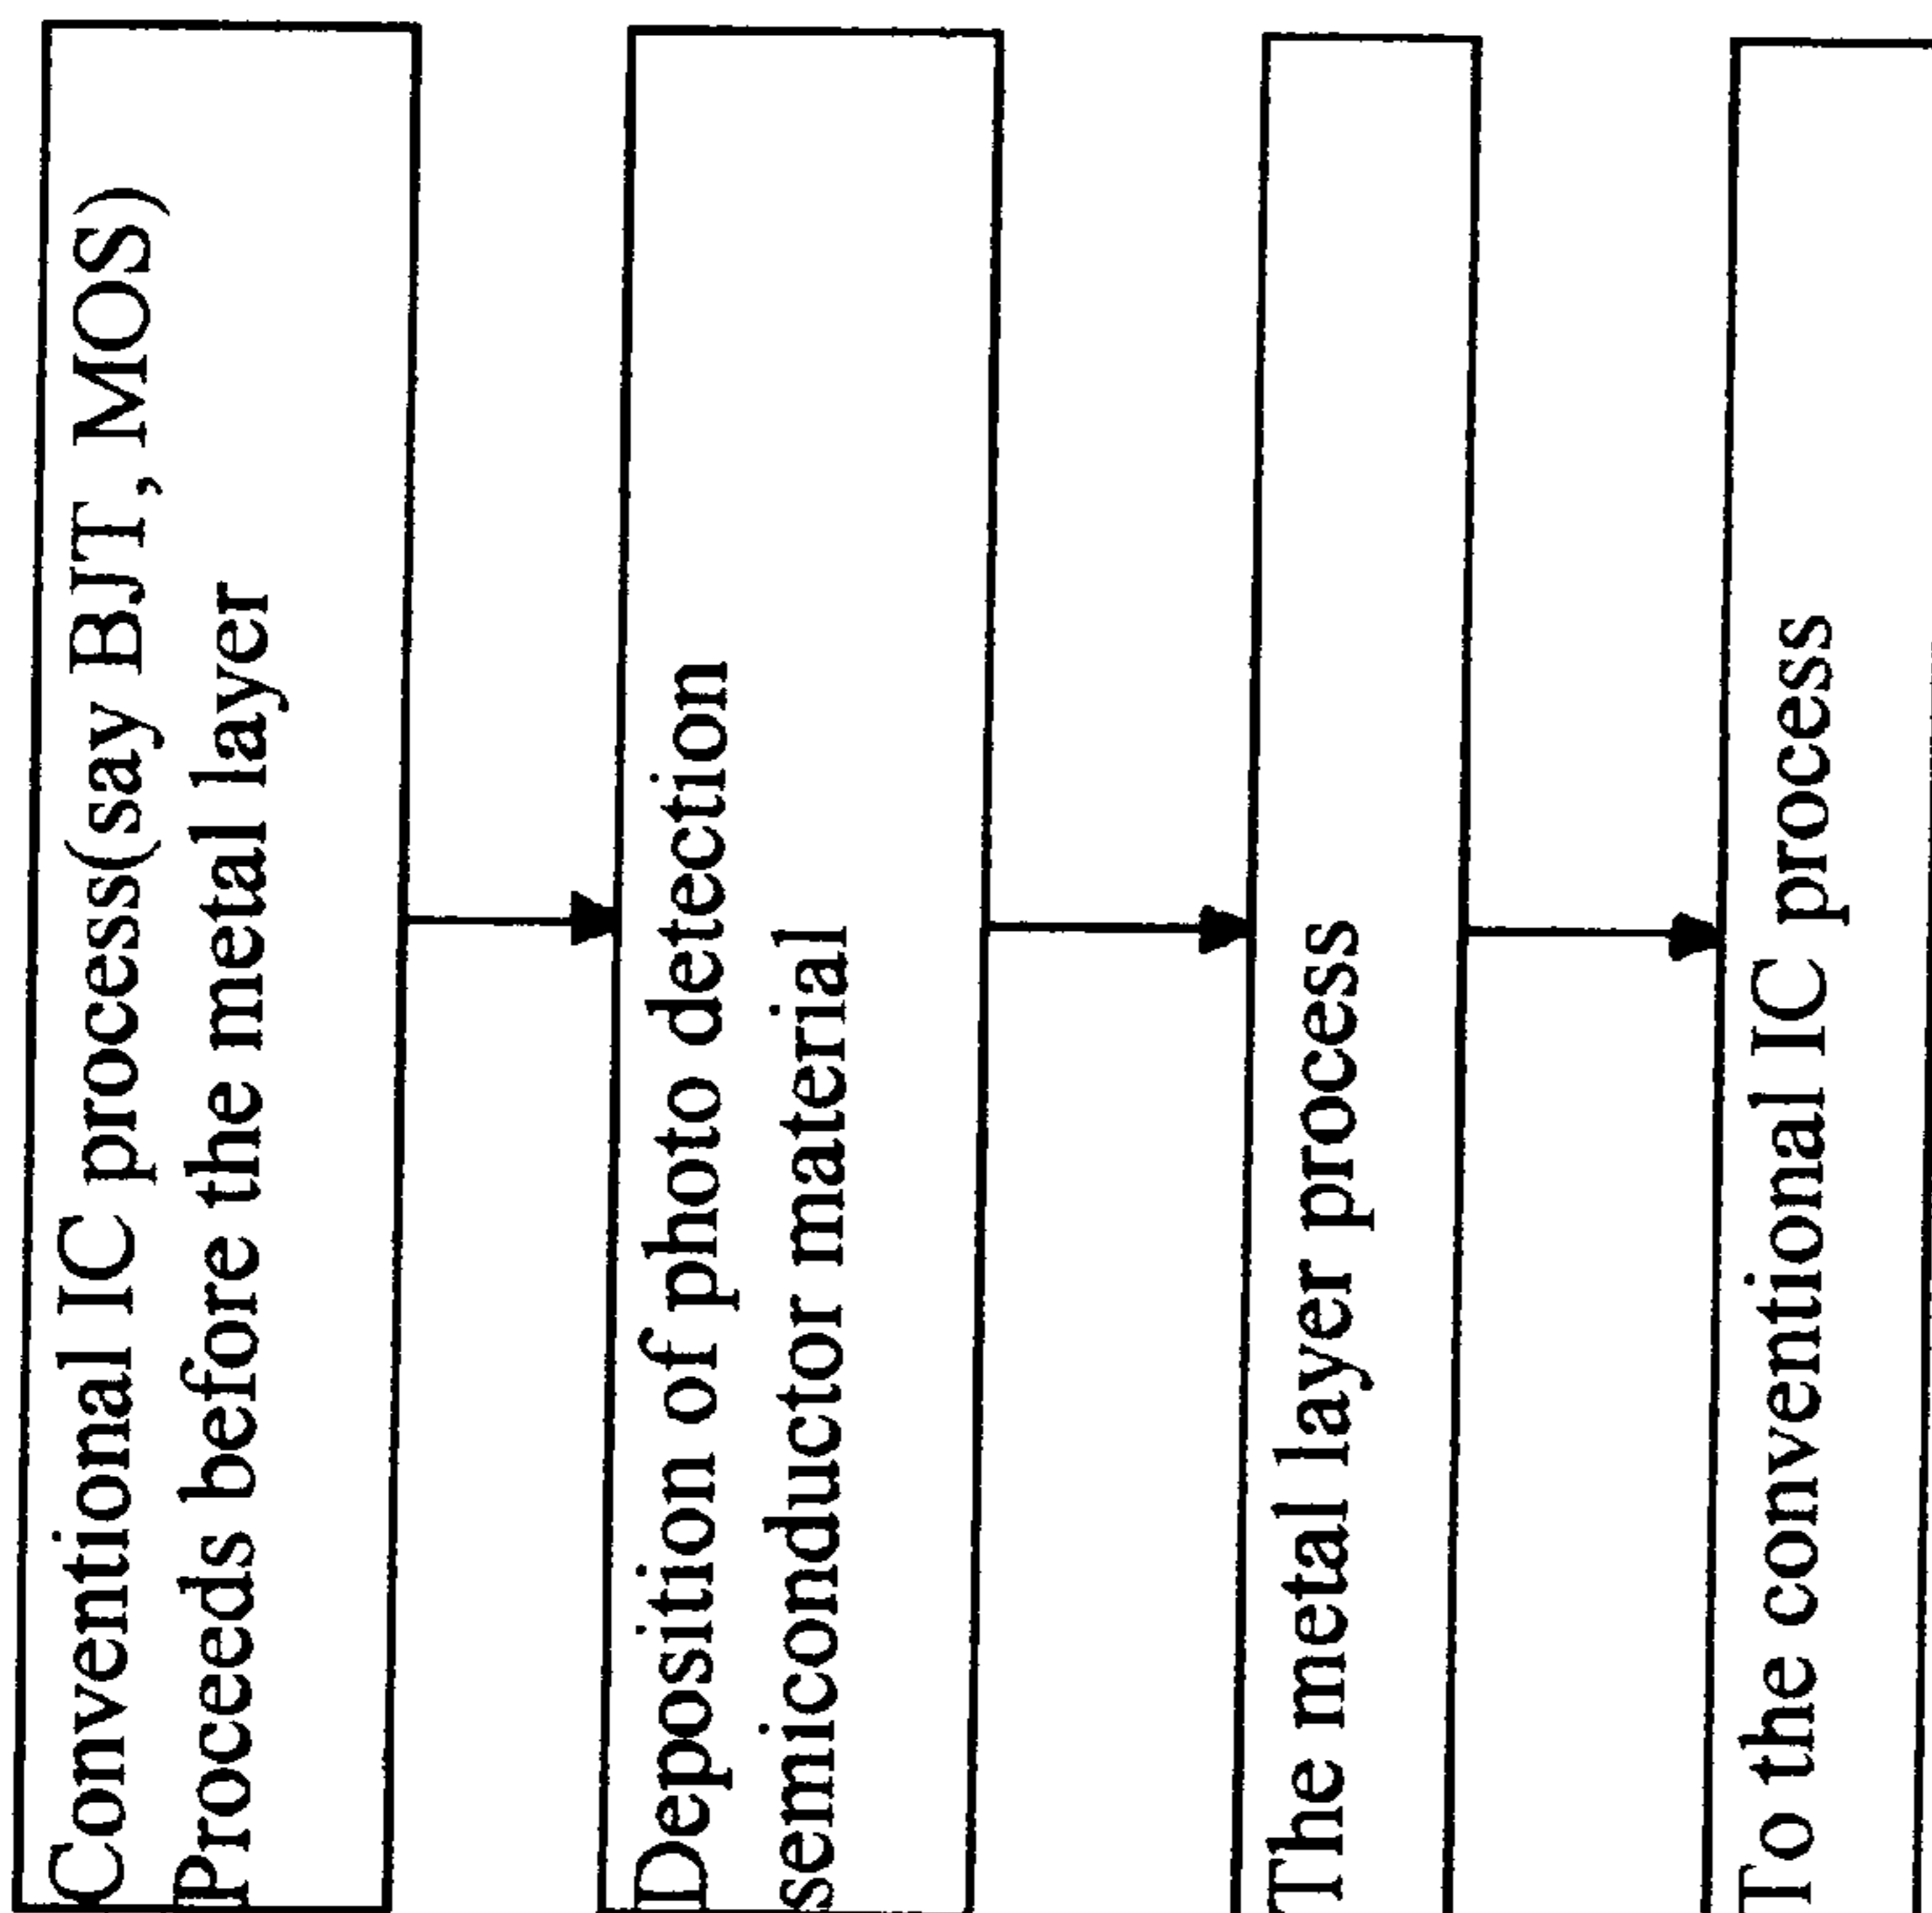 Conventional IC process(say BJT, MOS)
Proceeds before the metal layer
Deposition of photo detection
semiconductor material
The metal layer process
To the conventional IC process